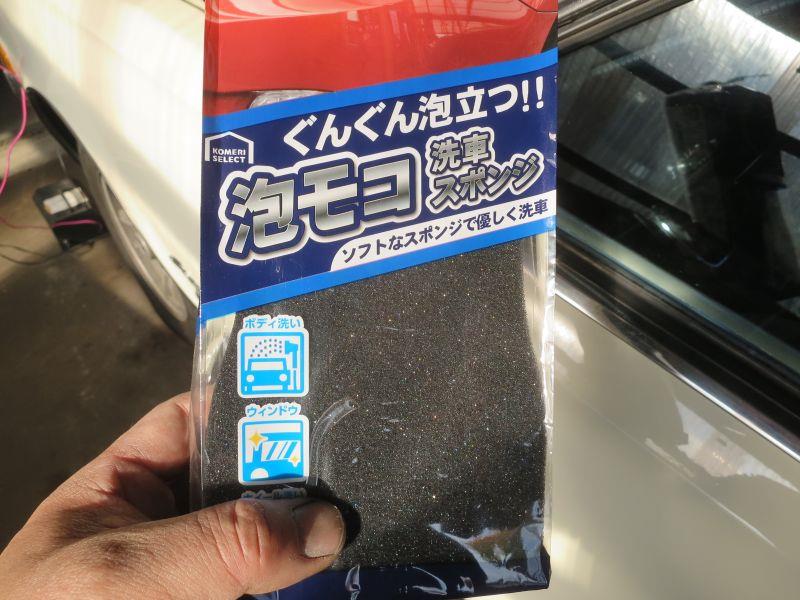 ぐんぐん泡立つ!!
KOMERI
SELECT
泡モコ
洗車
スポンジ
ソフトなスポンジで優しく洗車
ボディ洗い
ウィンドウ